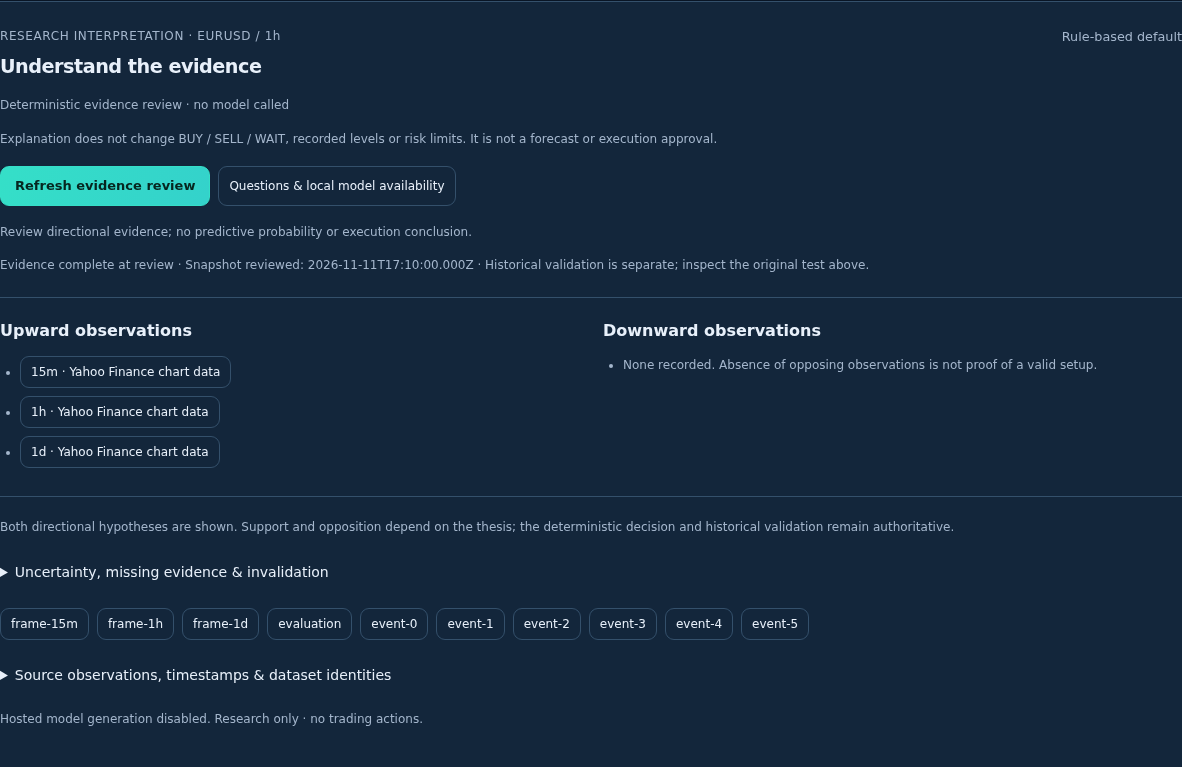 RESEARCH INTERPRETATION · EURUSD / 1h
Rule-based default
Understand the evidence
Deterministic evidence review · no model called
Explanation does not change BUY / SELL / WAIT, recorded levels or risk limits. It is not a forecast or execution approval.
Refresh evidence review
Questions & local model availability
Review directional evidence; no predictive probability or execution conclusion.
Evidence complete at review · Snapshot reviewed: 2026-11-11T17:10:00.000Z · Historical validation is separate; inspect the original test above.
Upward observations
15m · Yahoo Finance chart data
1h · Yahoo Finance chart data
1d · Yahoo Finance chart data
Downward observations
None recorded. Absence of opposing observations is not proof of a valid setup.
Both directional hypotheses are shown. Support and opposition depend on the thesis; the deterministic decision and historical validation remain authoritative.
Uncertainty, missing evidence & invalidation
frame-15m frame-1h frame-1d evaluation event-0 event-1 event-2 event-3 event-4 event-5
Source observations, timestamps & dataset identities
Hosted model generation disabled. Research only · no trading actions.